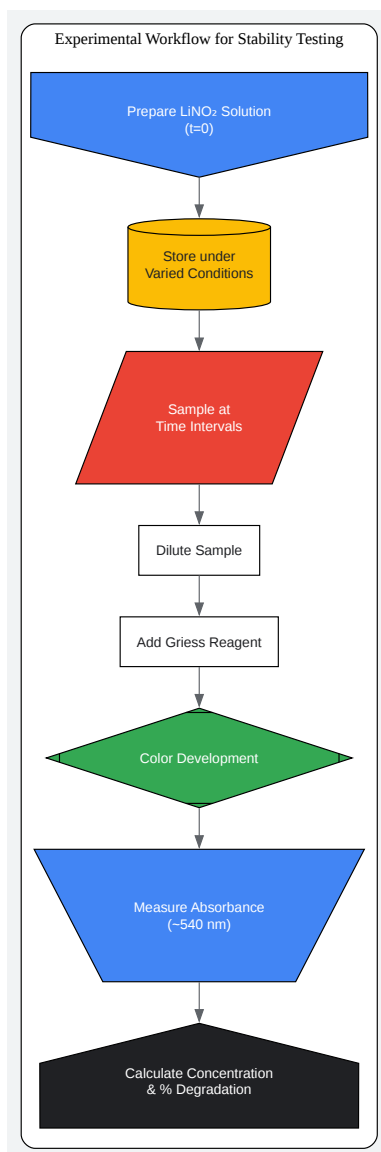 Experimental Workflow for Stability Testing
Prepare LiNO₂ Solution
(t=0)
Store under
Varied Conditions
Sample at
Time Intervals
Dilute Sample
Add Griess Reagent
Color Development
Measure Absorbance
(~540 nm)
Calculate Concentration
& % Degradation